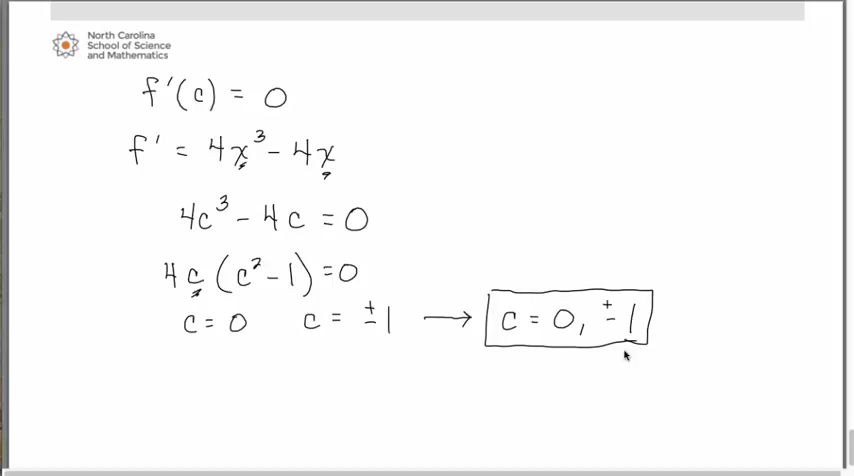 North Carolina
School of Science
and Mathematics
f'(c) = 0
f' = 4x³ - 4x
4c³ - 4c = 0
4c(c² - 1) = 0
c = 0 c = ±1 → c = 0, ±1